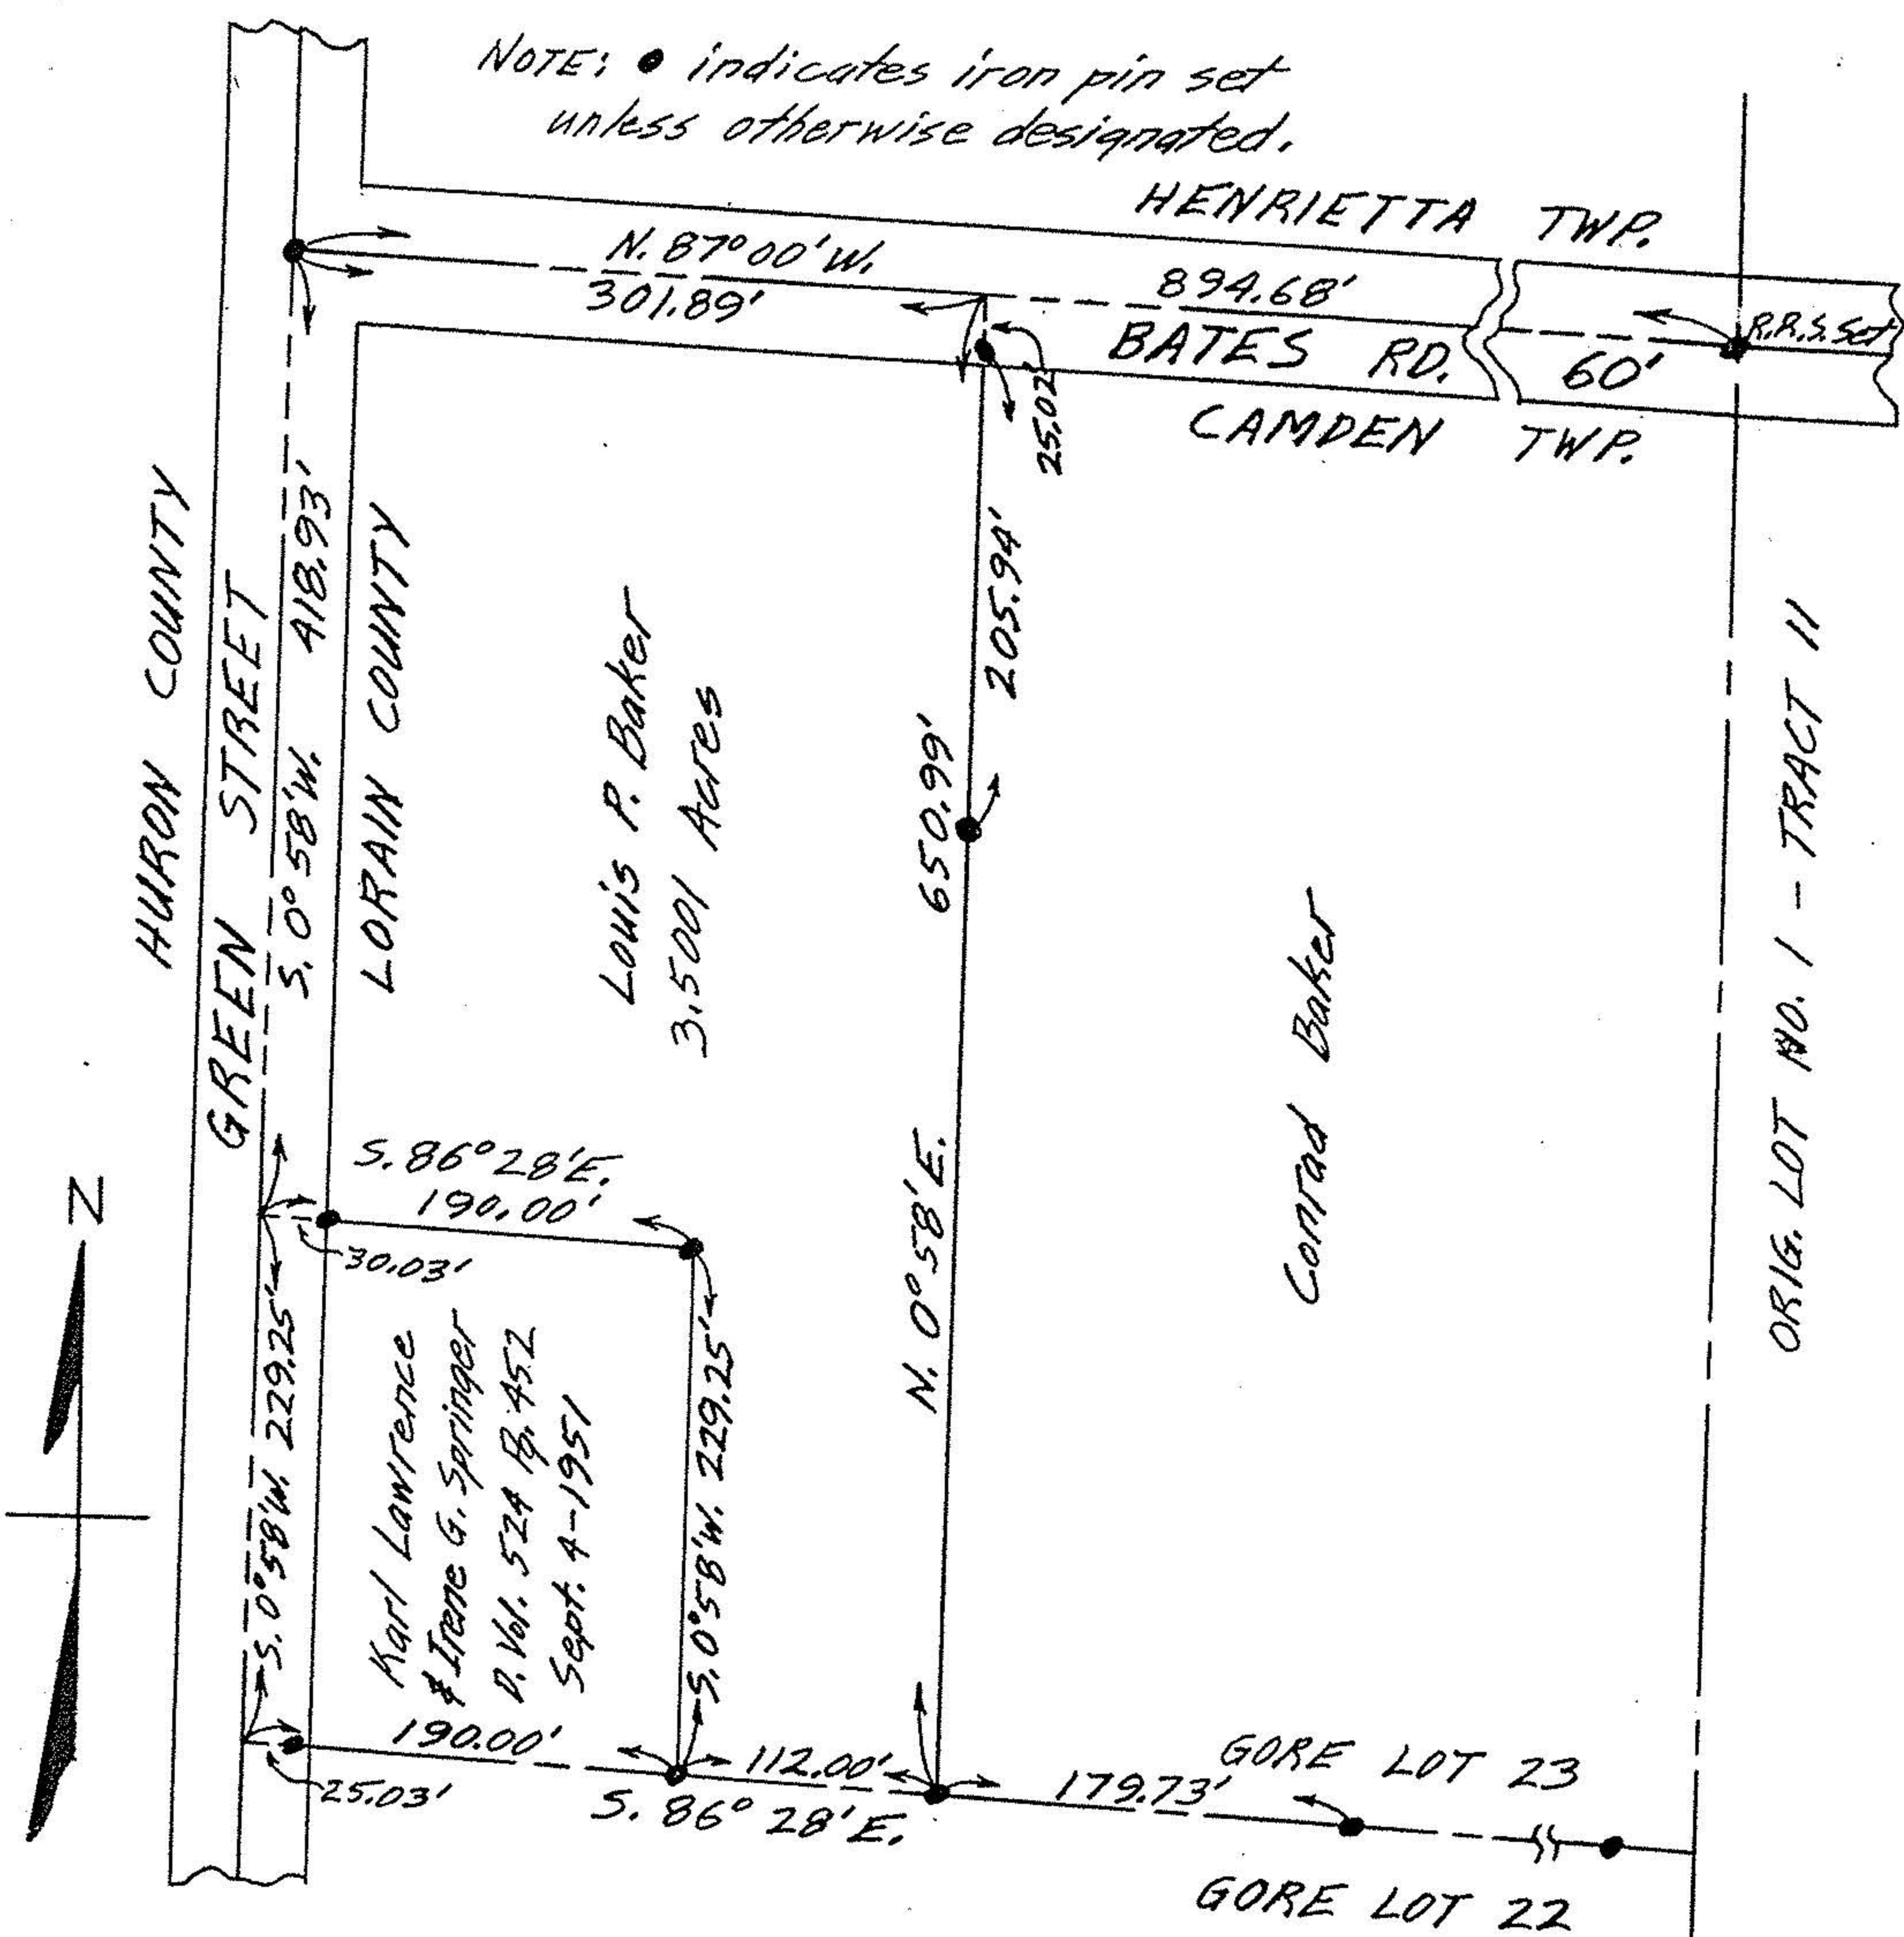 NOTE: ● indicates iron pin set
unless otherwise designated.
HENRIETTA TWP.
N. 87° 00' W.
301.89'
894.68'
BATES RD.
60'
R.R.S. Set
CAMDEN TWP.
25.02'
HURON COUNTY
GREEN STREET
S. 0° 58' W. 418.93'
LORAIN COUNTY
Louis P. Baker
3.5001 Acres
205.94'
650.99'
N. 0° 58' E.
Conrad Baker
ORIG. LOT NO. 1 - TRACT 11
N
S. 86° 28' E.
190.00'
30.03'
S. 0° 58' W. 229.25'
Karl Lawrence
& Irene G. Springer
D. Vol. 524 Pg. 452
Sept. 4-1951
S. 0° 58' W. 229.25'
190.00'
25.03'
112.00'
S. 86° 28' E.
179.73'
GORE LOT 23
GORE LOT 22